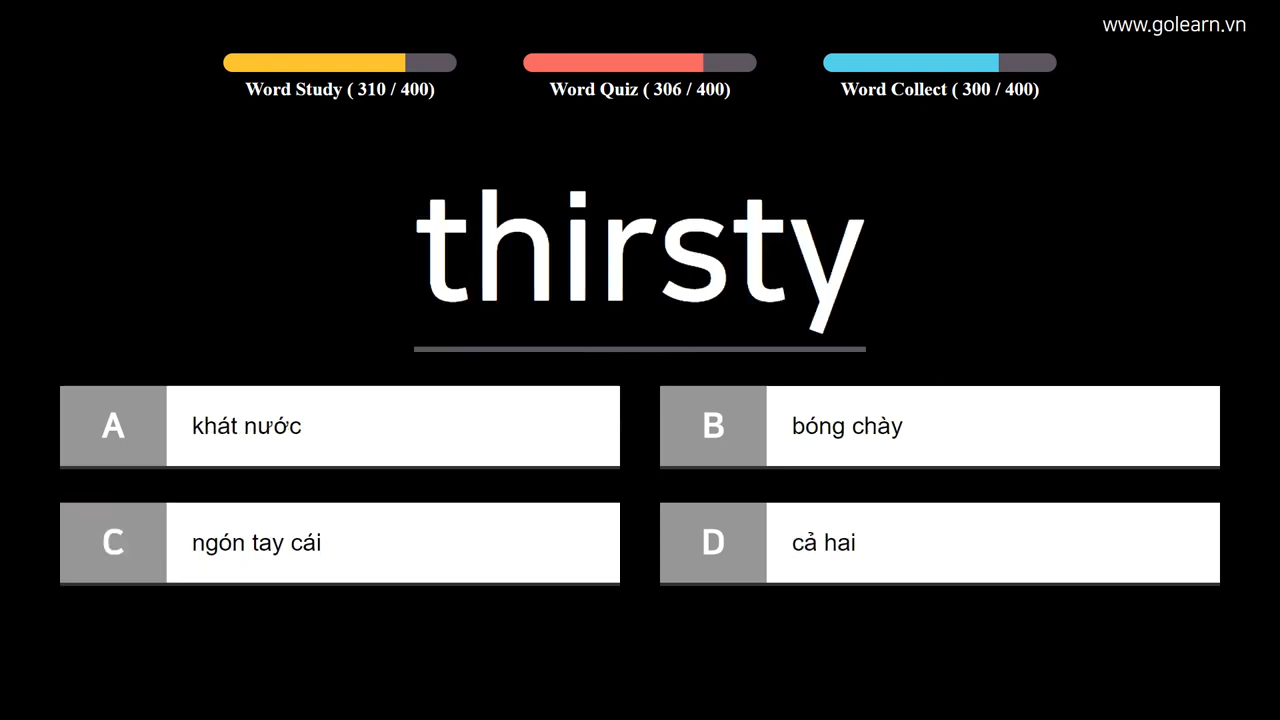 www.golearn.vn
Word Study ( 310 / 400)
Word Quiz ( 306 / 400)
Word Collect ( 300 / 400)
thirsty
A khát nước
B bóng chày
C ngón tay cái
D cả hai